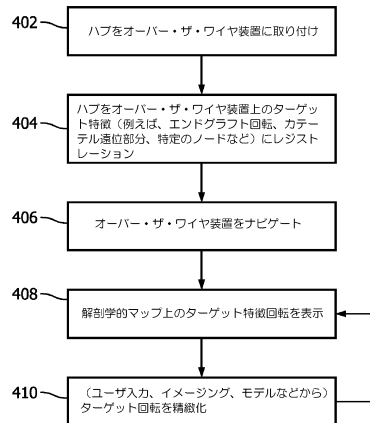 402
ハブをオーバー・ザ・ワイヤ装置に取り付け
404
ハブをオーバー・ザ・ワイヤ装置上のターゲッ
ト特徴（例えば、エンドグラフト回転、カテー
テル遠位部分、特定のノードなど）にレジスト
レーション
406
オーバー・ザ・ワイヤ装置をナビゲート
408
解剖学的マップ上のターゲット特徴回転を表示
410
（ユーザ入力、イメージング、モデルなどから）
ターゲット回転を精緻化